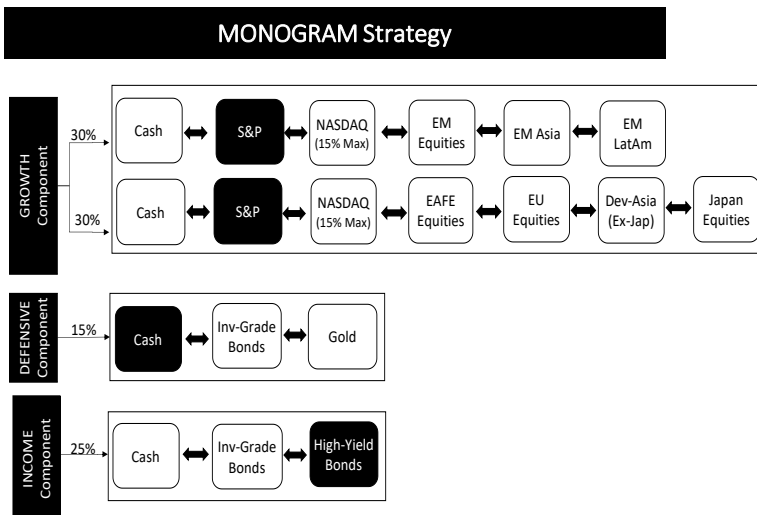 MONOGRAM Strategy
GROWTH
Component
30%
Cash
S&P
NASDAQ
(15% Max)
EM
Equities
EM Asia
EM
LatAm
30%
Cash
S&P
NASDAQ
(15% Max)
EAFE
Equities
EU
Equities
Dev-Asia
(Ex-Jap)
Japan
Equities
DEFENSIVE
Component
15%
Cash
Inv-Grade
Bonds
Gold
INCOME
Component
25%
Cash
Inv-Grade
Bonds
High-Yield
Bonds